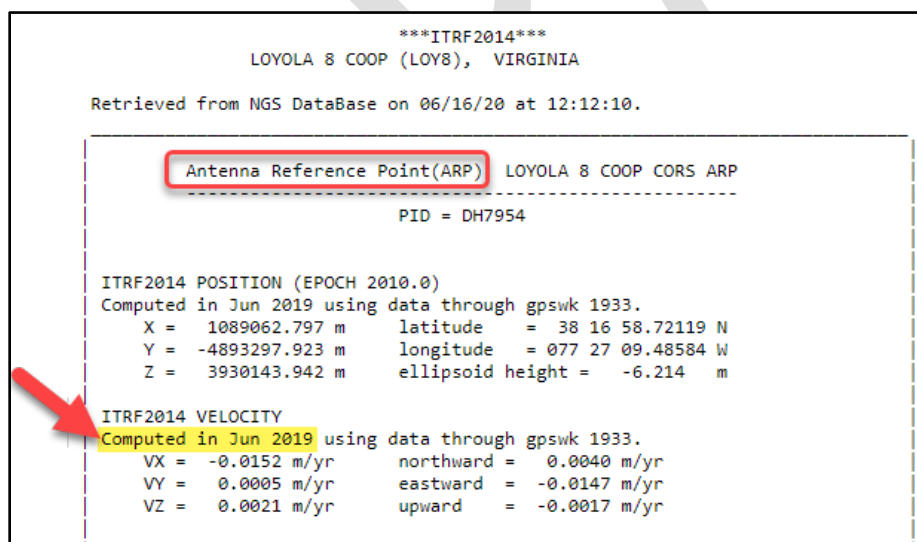 ***ITRF2014***
LOYOLA 8 COOP (LOY8), VIRGINIA
Retrieved from NGS DataBase on 06/16/20 at 12:12:10.
Antenna Reference Point(ARP) LOYOLA 8 COOP CORS ARP
PID = DH7954
ITRF2014 POSITION (EPOCH 2010.0)
Computed in Jun 2019 using data through gpswk 1933.
X = 1089062.797 m latitude = 38 16 58.72119 N
Y = -4893297.923 m longitude = 077 27 09.48584 W
Z = 3930143.942 m ellipsoid height = -6.214 m
ITRF2014 VELOCITY
Computed in Jun 2019 using data through gpswk 1933.
VX = -0.0152 m/yr northward = 0.0040 m/yr
VY = 0.0005 m/yr eastward = -0.0147 m/yr
VZ = 0.0021 m/yr upward = -0.0017 m/yr